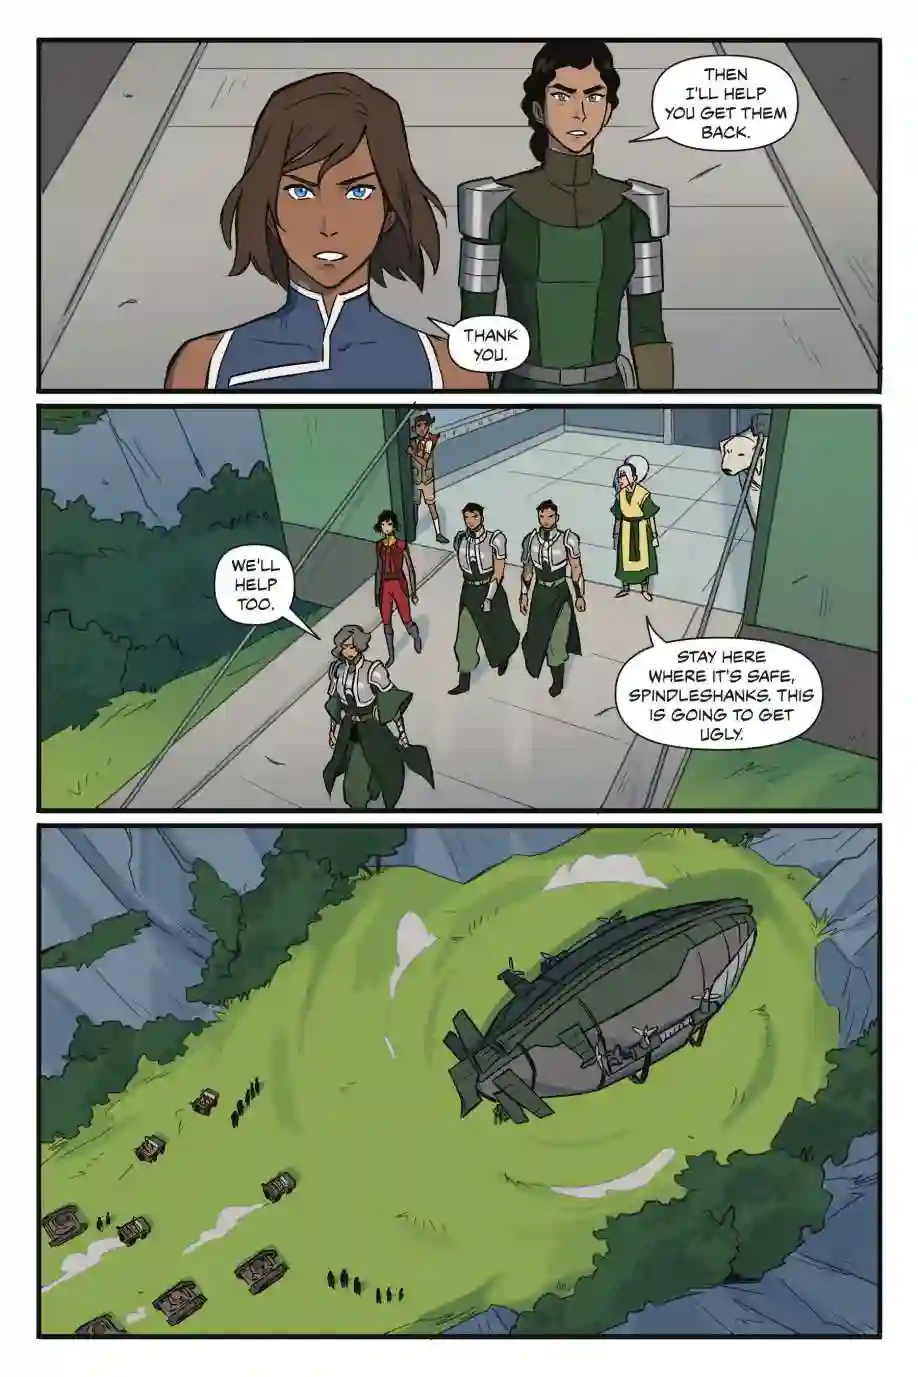 THEN
I'LL HELP
YOU GET THEM
BACK.
THANK
YOU.
WE'LL
HELP
TOO.
STAY HERE
WHERE IT'S SAFE,
SPINDLESHANKS. THIS
IS GOING TO GET
UGLY.